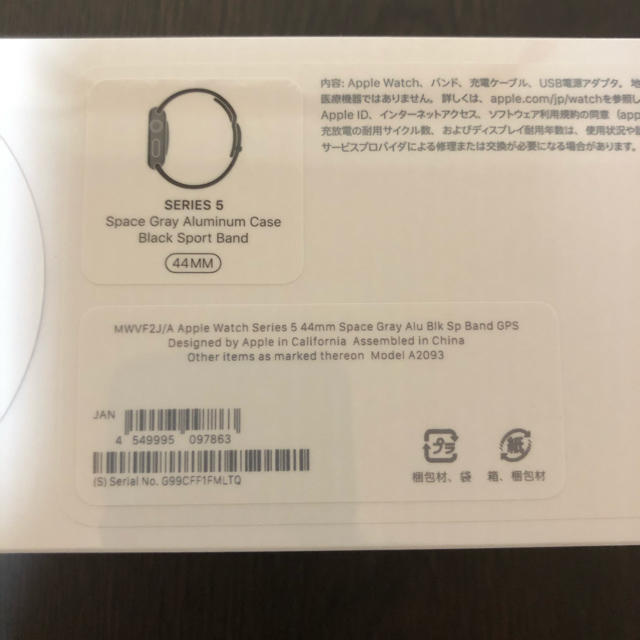 内容: Apple Watch、バンド、充電ケーブル、USB電源アダプタ。 地
医療機器ではありません。詳しくは、apple.com/jp/watchを参照し
Apple ID、インターネットアクセス、ソフトウェア利用規約の同意 (app
充放電の耐用サイクル数、およびディスプレイ耐用年数は、使用状況や
サービスプロバイダによる修理または交換が必要になる場合があります。
SERIES 5
Space Gray Aluminum Case
Black Sport Band
44MM
MWVF2J/A Apple Watch Series 5 44mm Space Gray Alu Blk Sp Band GPS
Designed by Apple in California Assembled in China
Other items as marked thereon Model A2093
JAN
4 549995 097863
(S) Serial No. G99CFF1FMLTQ
プラ
紙
梱包材、袋 箱、梱包材